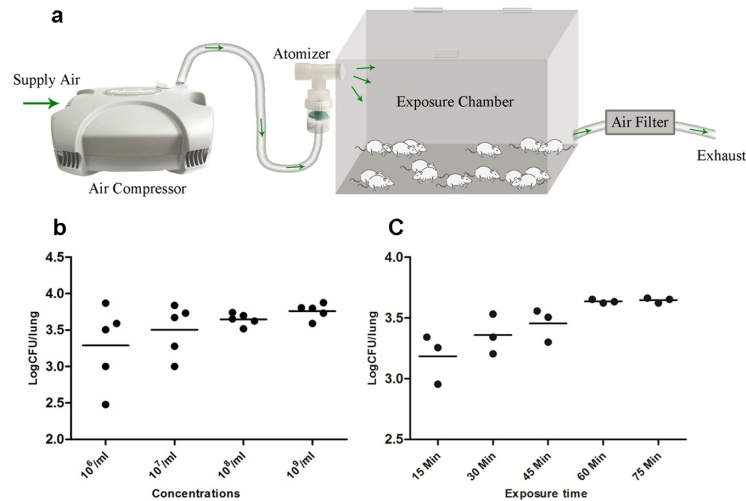 a
Supply Air
Air Compressor
Atomizer
Exposure Chamber
Air Filter
Exhaust
b
LogCFU/lung
4.5
4.0
3.5
3.0
2.5
2.0
10⁶/ml
10⁷/ml
10⁸/ml
10⁹/ml
Concentrations
C
LogCFU/lung
4.0
3.5
3.0
2.5
15 Min
30 Min
45 Min
60 Min
75 Min
Exposure time